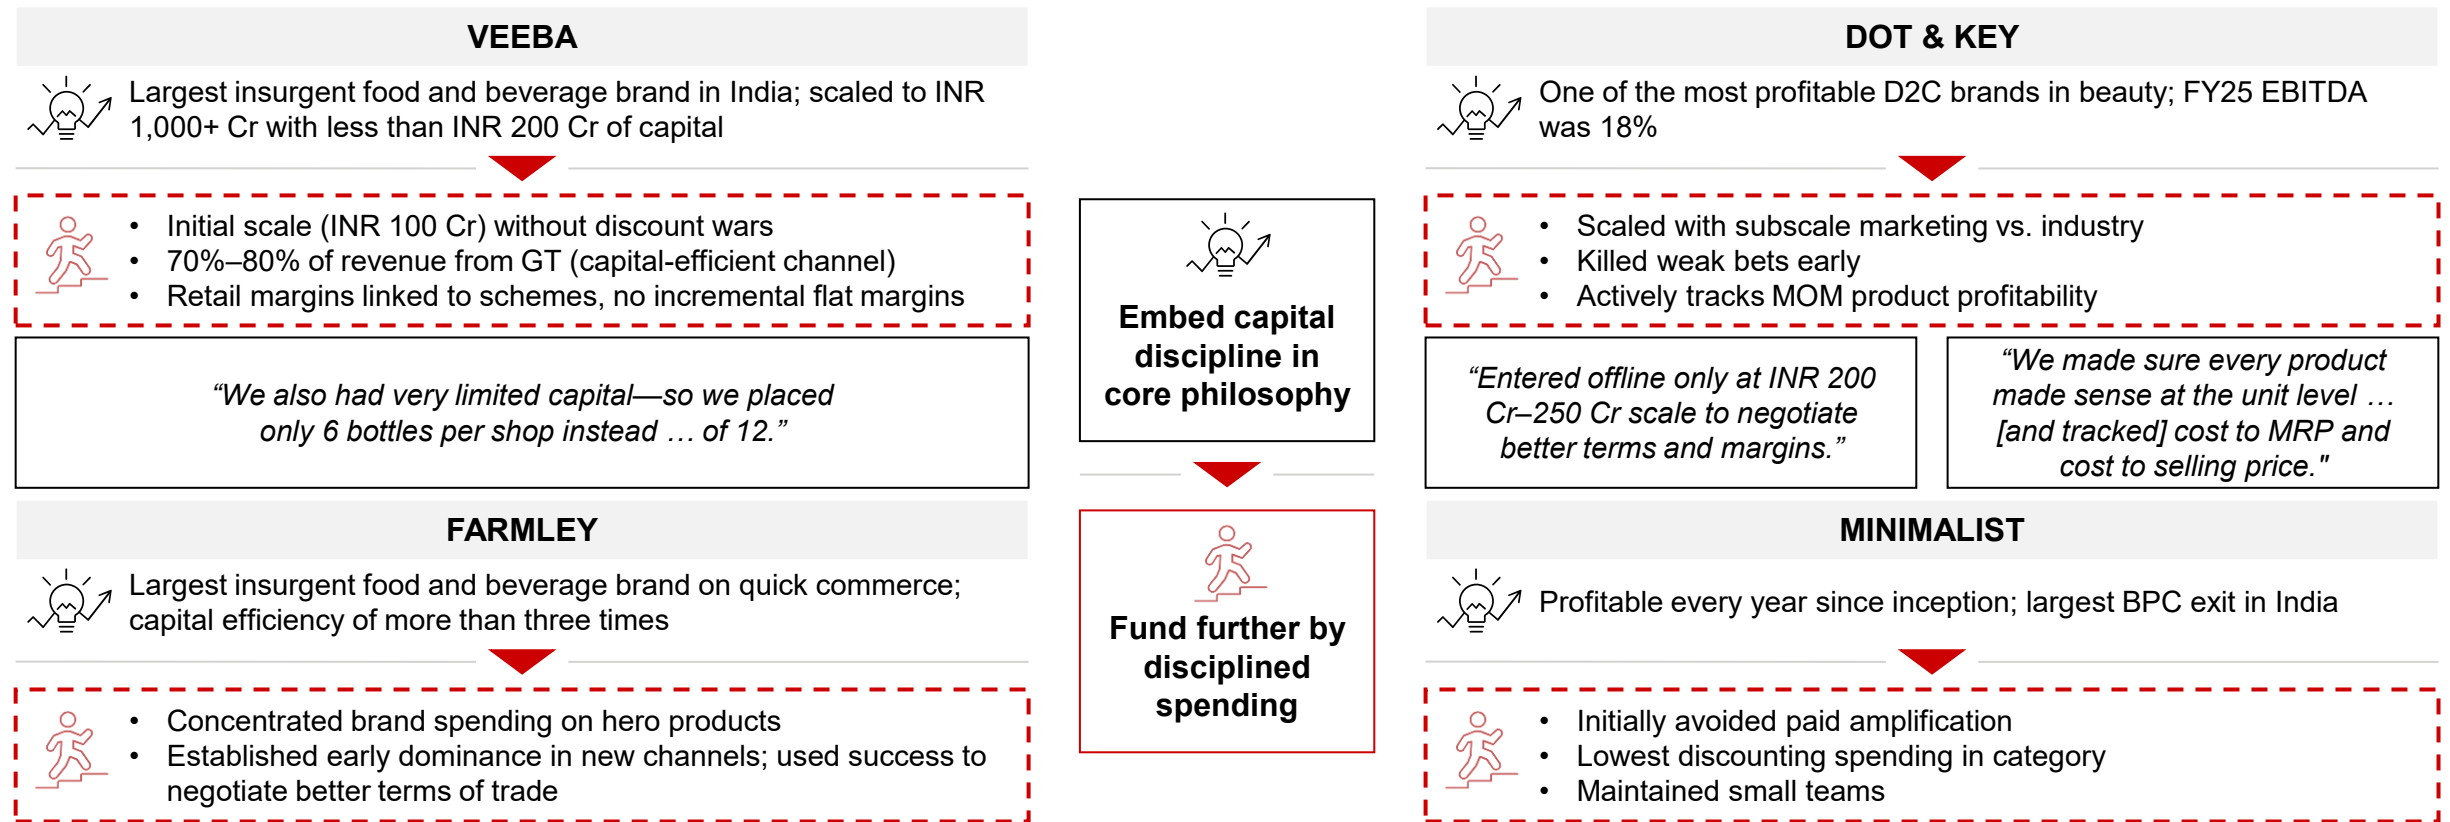 VEEBA
Largest insurgent food and beverage brand in India; scaled to INR
1,000+ Cr with less than INR 200 Cr of capital
• Initial scale (INR 100 Cr) without discount wars
• 70%–80% of revenue from GT (capital-efficient channel)
• Retail margins linked to schemes, no incremental flat margins
“We also had very limited capital—so we placed
only 6 bottles per shop instead … of 12.”
FARMLEY
Largest insurgent food and beverage brand on quick commerce;
capital efficiency of more than three times
• Concentrated brand spending on hero products
• Established early dominance in new channels; used success to
negotiate better terms of trade
Embed capital
discipline in
core philosophy
Fund further by
disciplined
spending
DOT & KEY
One of the most profitable D2C brands in beauty; FY25 EBITDA
was 18%
• Scaled with subscale marketing vs. industry
• Killed weak bets early
• Actively tracks MOM product profitability
“Entered offline only at INR 200
Cr–250 Cr scale to negotiate
better terms and margins.”
“We made sure every product
made sense at the unit level …
[and tracked] cost to MRP and
cost to selling price."
MINIMALIST
Profitable every year since inception; largest BPC exit in India
• Initially avoided paid amplification
• Lowest discounting spending in category
• Maintained small teams